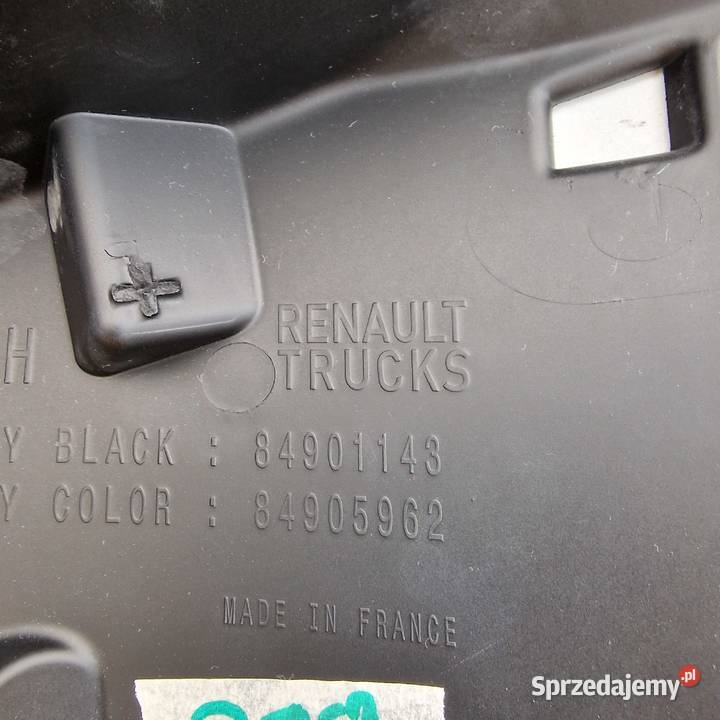 H
RENAULT
TRUCKS
Y BLACK : 84901143
Y COLOR : 84905962
MADE IN FRANCE
Sprzedajemy.pl